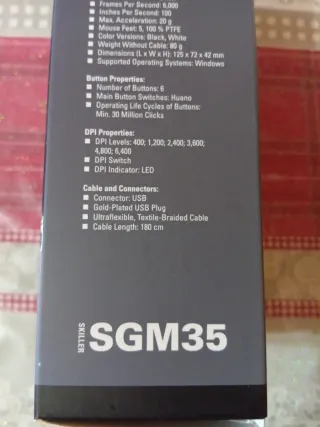 ■ Frames Per Second: 6,000
■ Inches Per Second: 100
■ Max. Acceleration: 20 g
■ Mouse Feet: 5, 100 % PTFE
■ Color Versions: Black, White
■ Weight Without Cable: 80 g
■ Dimensions (L x W x H): 125 x 72 x 42 mm
■ Supported Operating Systems: Windows
Button Properties:
■ Number of Buttons: 6
■ Main Button Switches: Huano
■ Operating Life Cycles of Buttons:
Min. 30 Million Clicks
DPI Properties:
■ DPI Levels: 400; 1,200; 2,400; 3,600;
4,800; 6,400
■ DPI Switch
■ DPI Indicator: LED
Cable and Connectors:
■ Connector: USB
■ Gold-Plated USB Plug
■ Ultraflexible, Textile-Braided Cable
■ Cable Length: 180 cm
SKILLER
SGM35